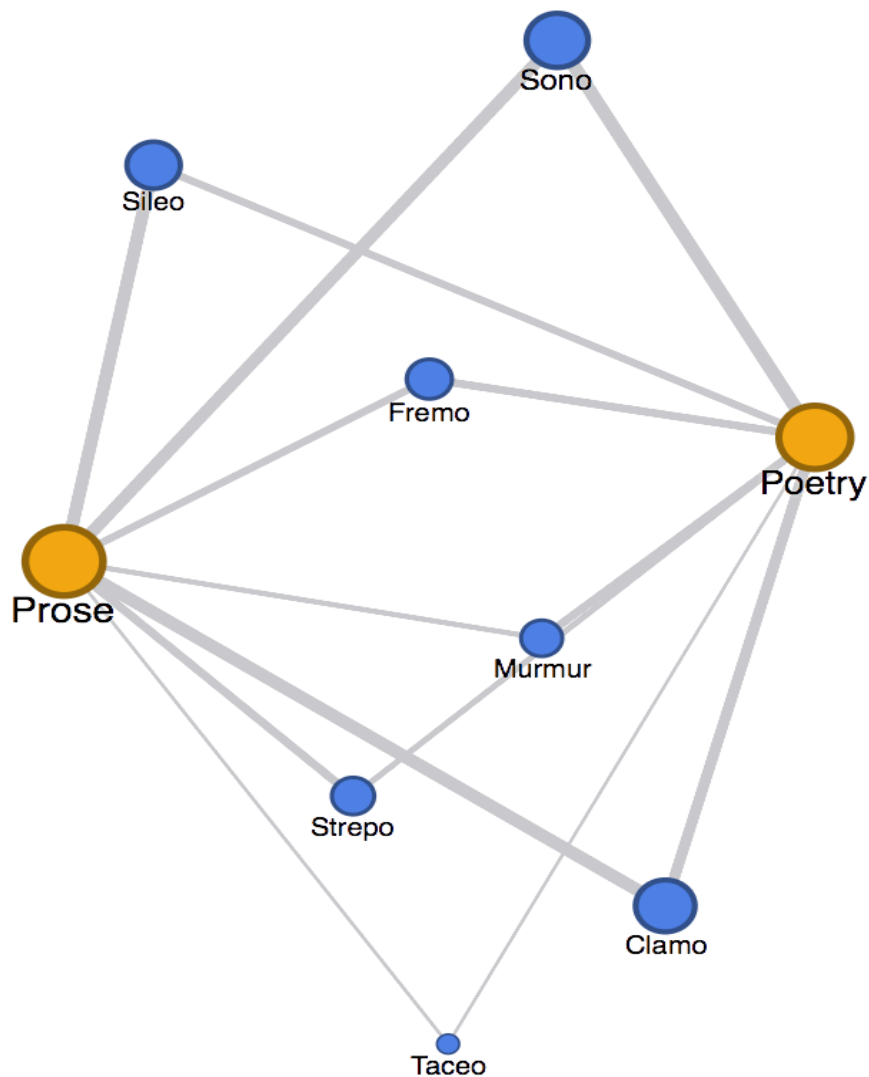 Sono
Sileo
Fremo
Poetry
Prose
Murmur
Strepo
Clamo
Taceo